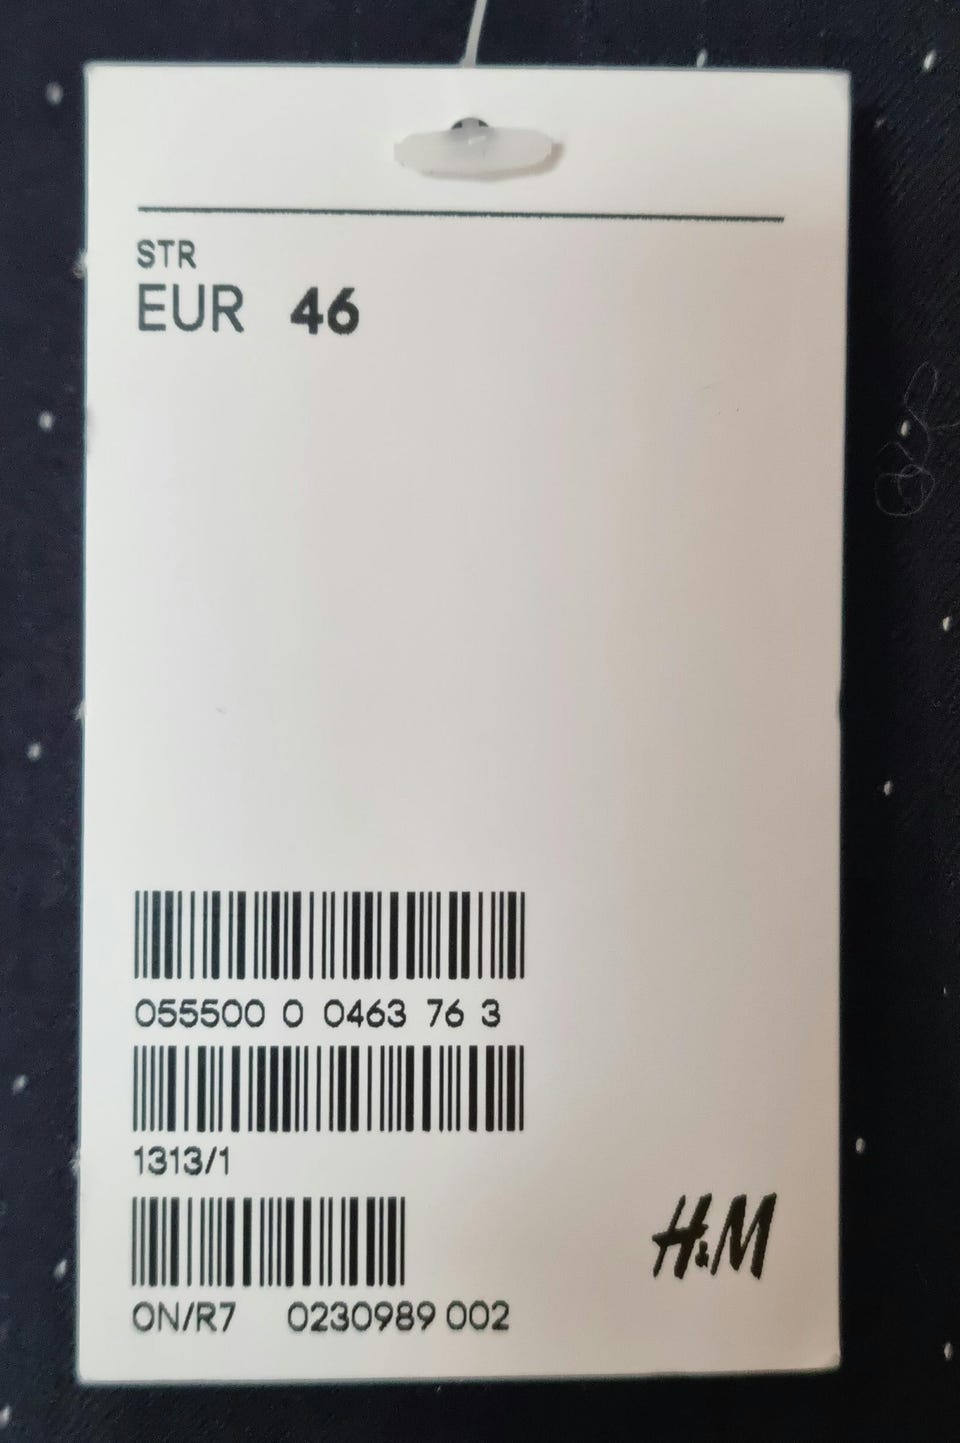 STR
EUR 46
055500 0 0463 76 3
1313/1
ON/R7 0230989 002
H&M